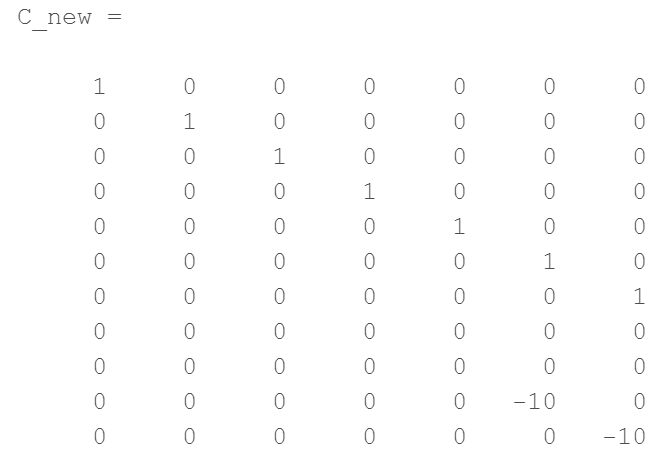 C_new =
1 0 0 0 0 0 0
0 1 0 0 0 0 0
0 0 1 0 0 0 0
0 0 0 1 0 0 0
0 0 0 0 1 0 0
0 0 0 0 0 1 0
0 0 0 0 0 0 1
0 0 0 0 0 0 0
0 0 0 0 0 0 0
0 0 0 0 0 -10 0
0 0 0 0 0 0 -10